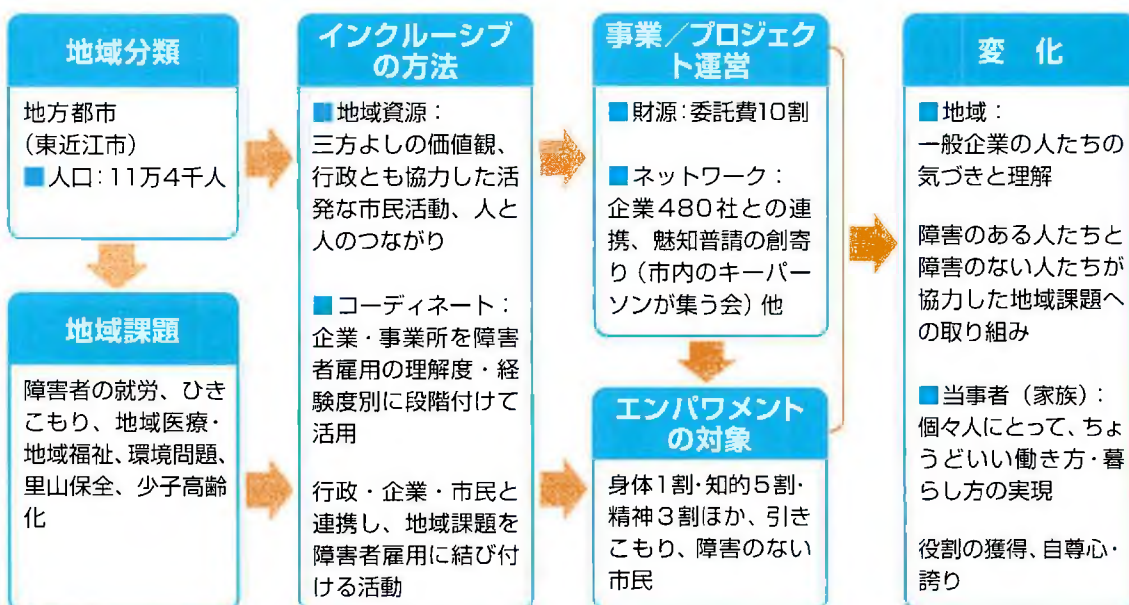 地域分類
地方都市
(東近江市)
■人口:11万4千人
地域課題
障害者の就労、ひき
こもり、地域医療・
地域福祉、環境問題、
里山保全、少子高齢
化
インクルーシブ
の方法
■地域資源:
三方よしの価値観、
行政とも協力した活
発な市民活動、人と
人のつながり
■コーディネート:
企業・事業所を障害
者雇用の理解度・経
験度別に段階付けて
活用
行政・企業・市民と
連携し、地域課題を
障害者雇用に結び付
ける活動
事業/プロジェク
ト運営
■財源:委託費10割
■ネットワーク:
企業480社との連
携、魅知普請の創寄
り(市内のキーパー
ソンが集う会)他
エンパワメント
の対象
身体1割・知的5割・
精神3割ほか、引き
こもり、障害のない
市民
変 化
■地域:
一般企業の人たちの
気づきと理解
障害のある人たちと
障害のない人たちが
協力した地域課題へ
の取り組み
■当事者(家族):
個々人にとって、ちょ
うどいい働き方・暮
らし方の実現
役割の獲得、自尊心・
誇り